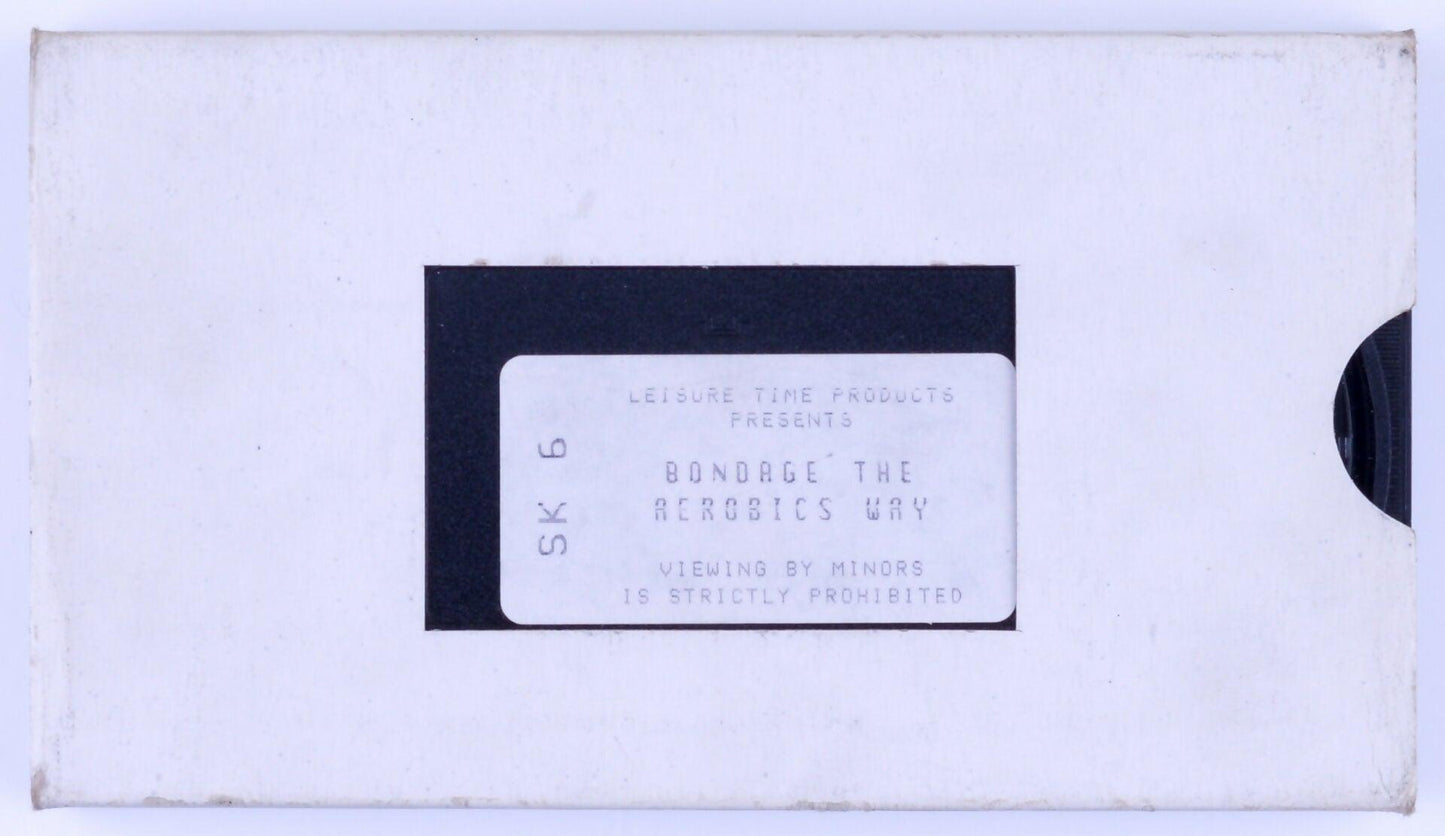 LEISURE TIME PRODUCTS
PRESENTS
BONDAGE THE
AEROBICS WAY
VIEWING BY MINORS
IS STRICTLY PROHIBITED
SK 6